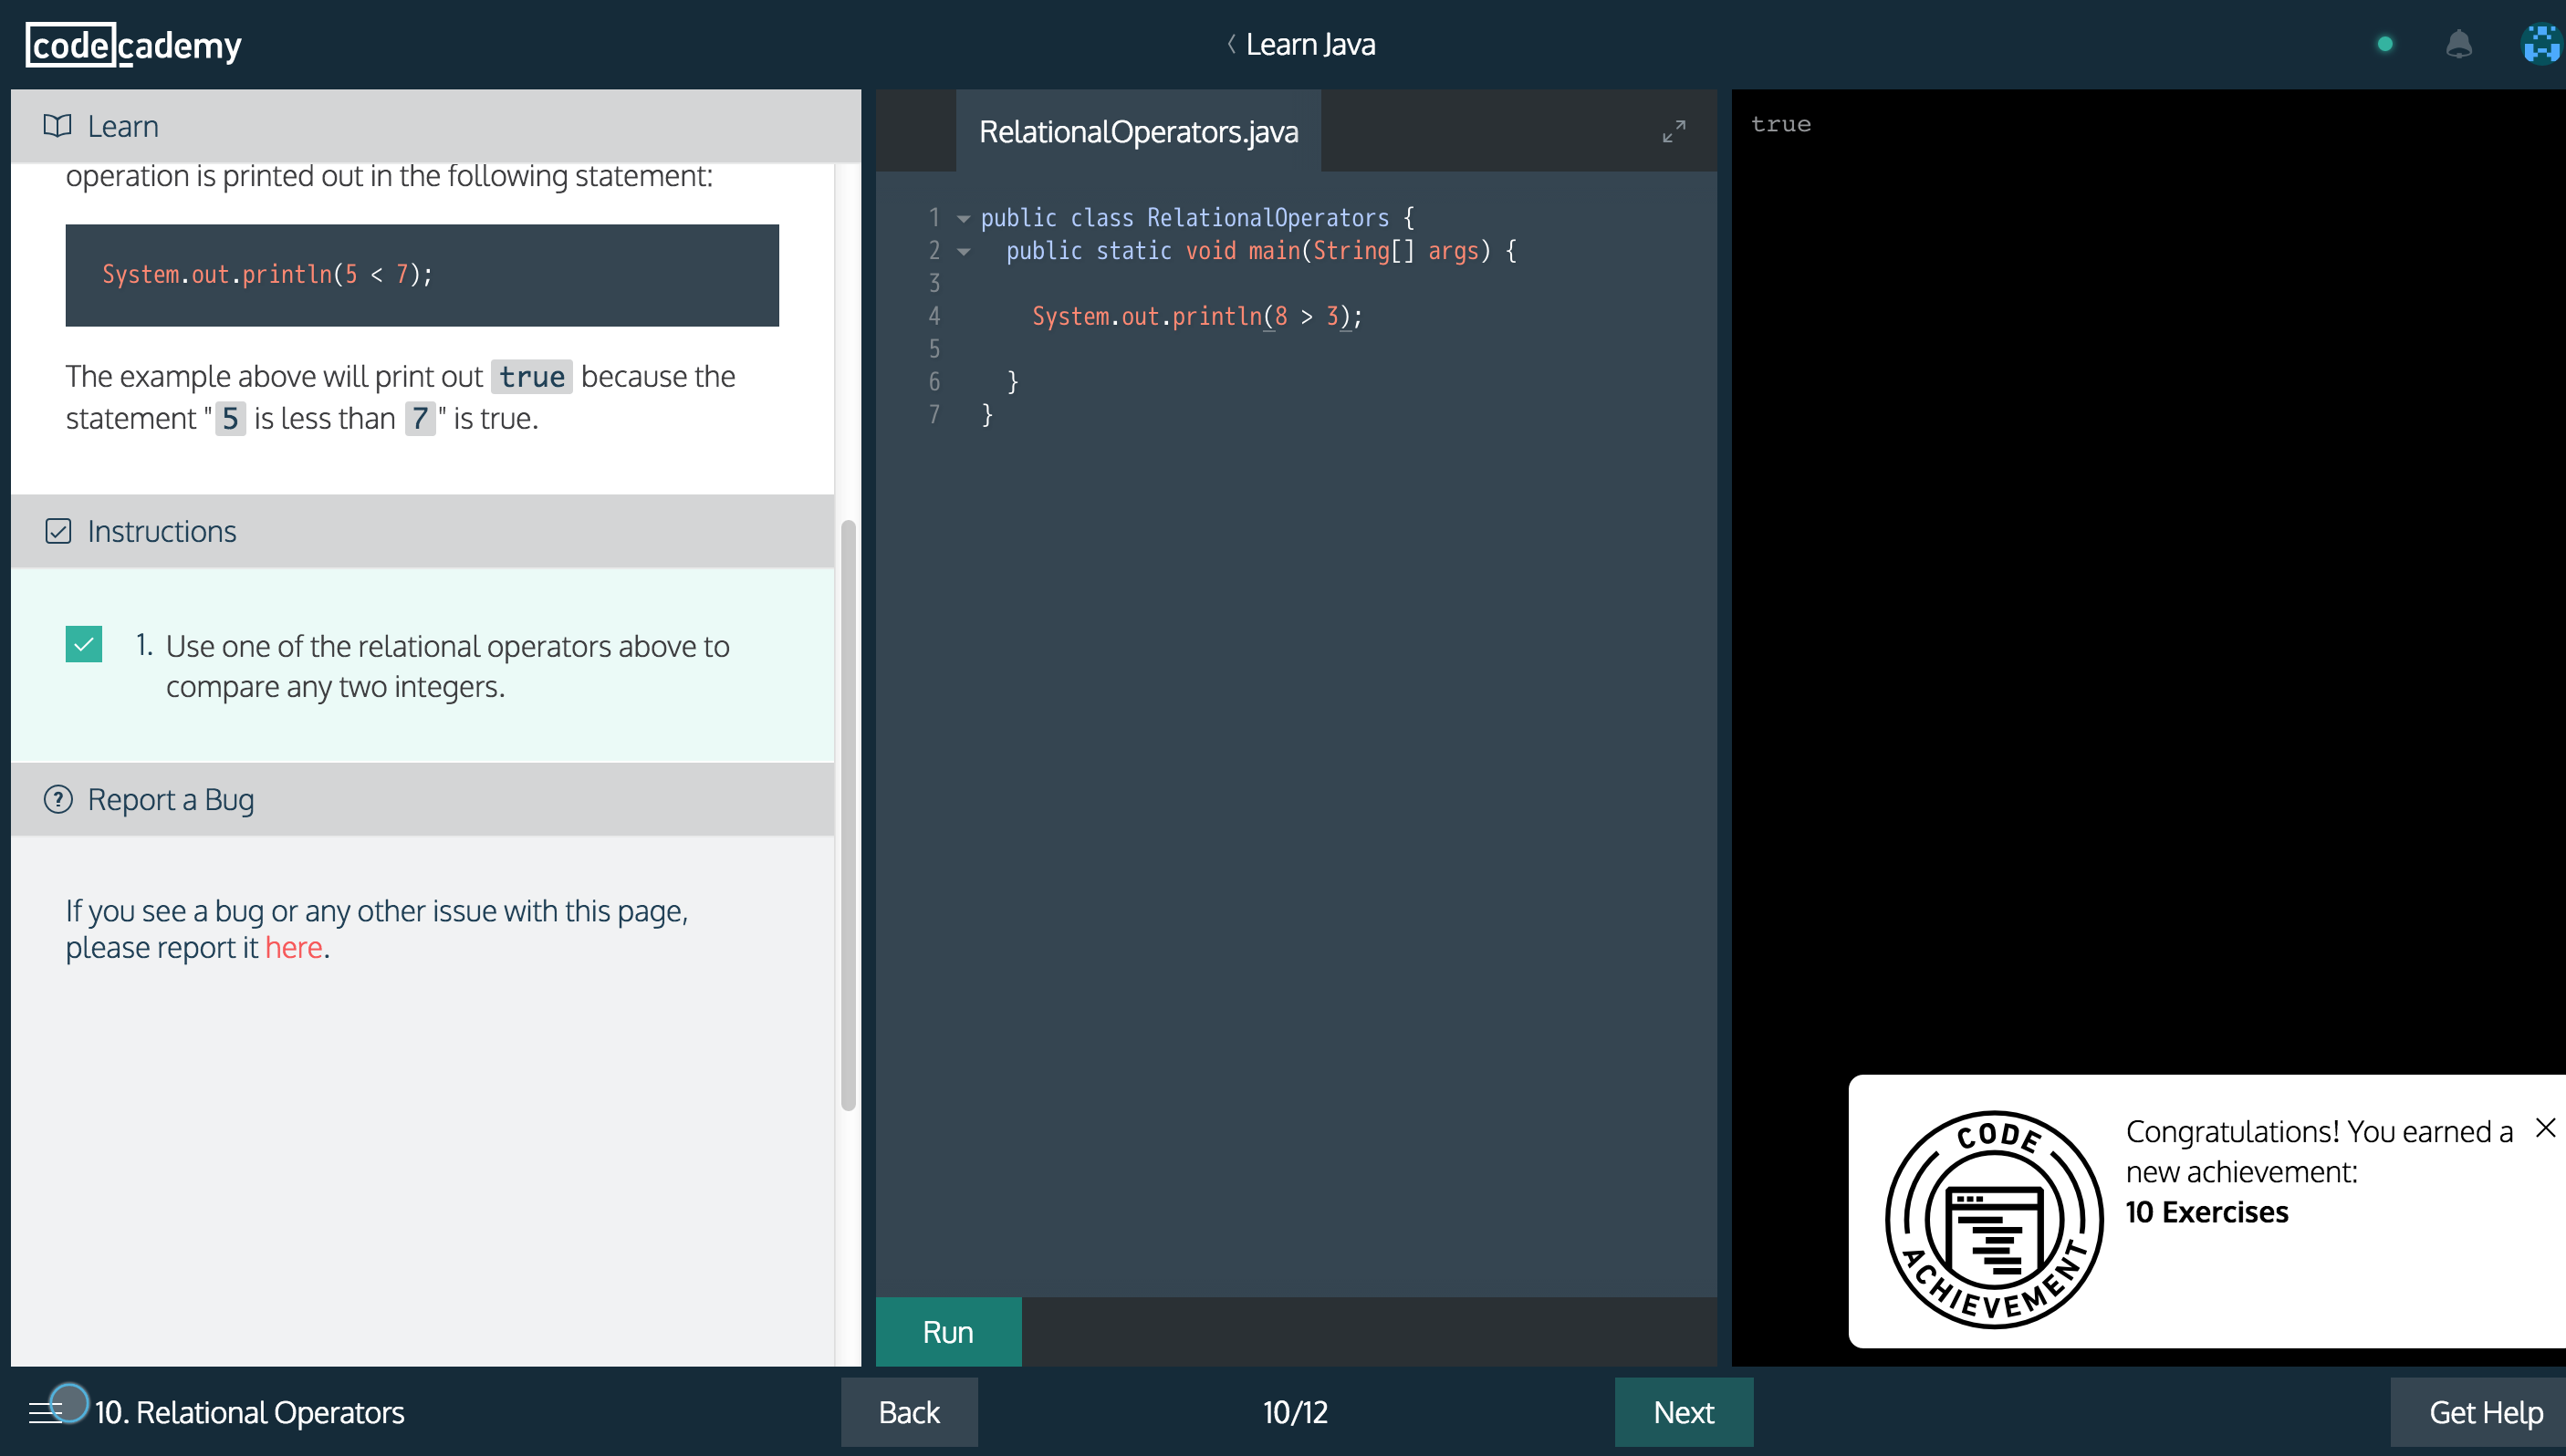 codecademy
Learn Java
Learn
operation is printed out in the following statement:
System.out.println(5 < 7);
The example above will print out true because the
statement "5 is less than 7" is true.
Instructions
1. Use one of the relational operators above to
compare any two integers.
Report a Bug
If you see a bug or any other issue with this page,
please report it here.
RelationalOperators.java
1 public class RelationalOperators {
2 public static void main(String[] args) {
3
4 System.out.println(8 > 3);
5
6 }
7 }
Run
true
CODE
ACHIEVEMENT
Congratulations! You earned a
new achievement:
10 Exercises
10. Relational Operators
Back
10/12
Next
Get Help